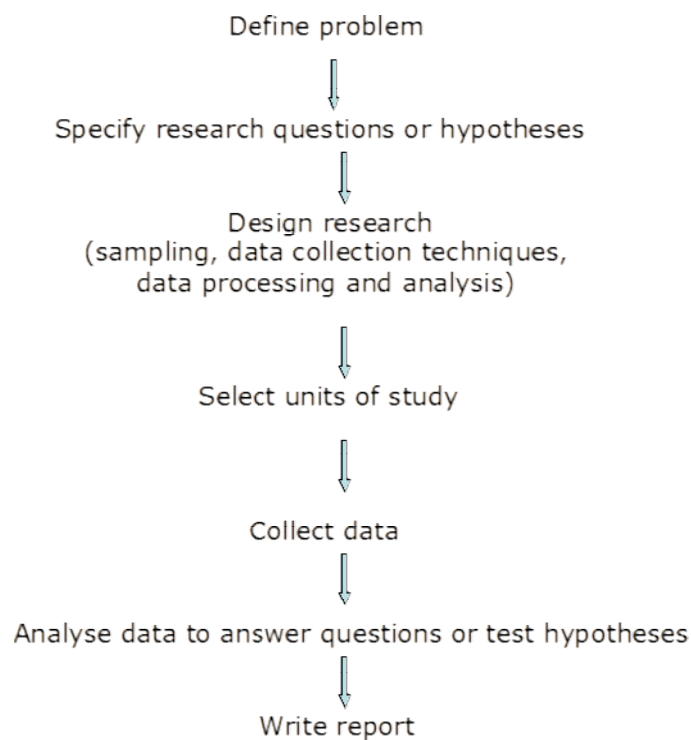 Define problem
Specify research questions or hypotheses
Design research
(sampling, data collection techniques,
data processing and analysis)
Select units of study
Collect data
Analyse data to answer questions or test hypotheses
Write report